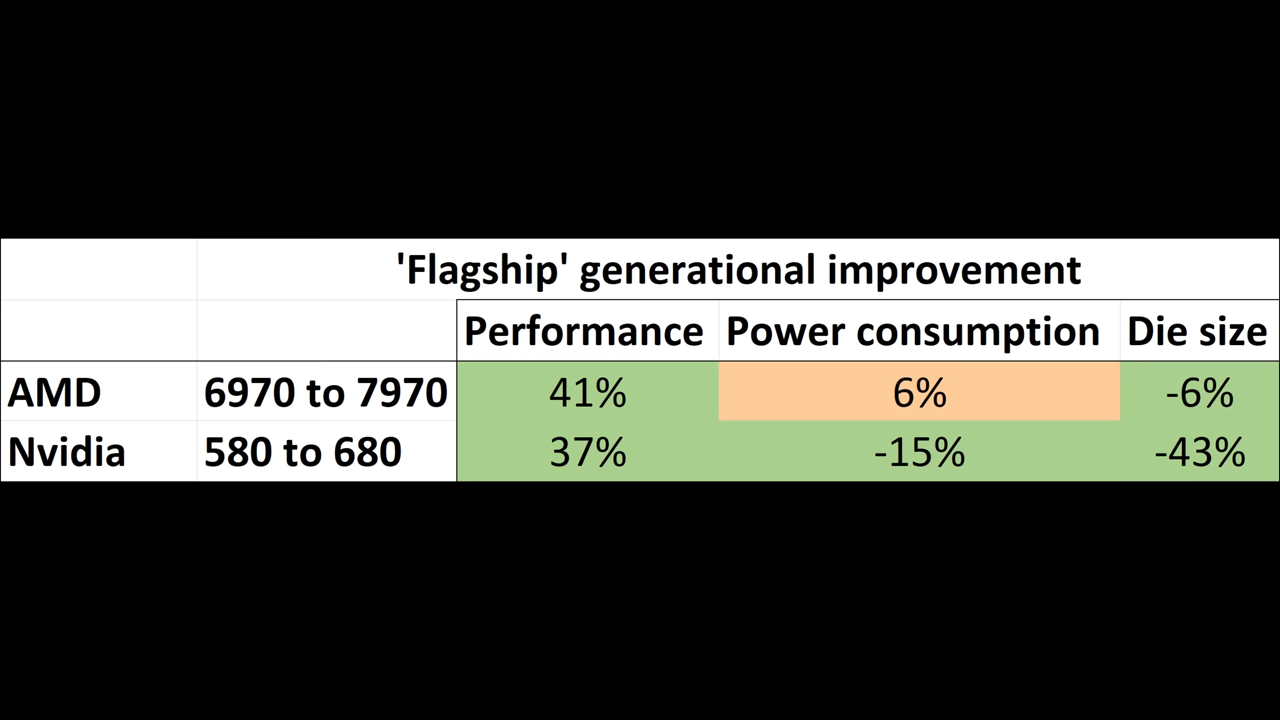 'Flagship' generational improvement
Performance Power consumption Die size
AMD 6970 to 7970 41% 6% -6%
Nvidia 580 to 680 37% -15% -43%